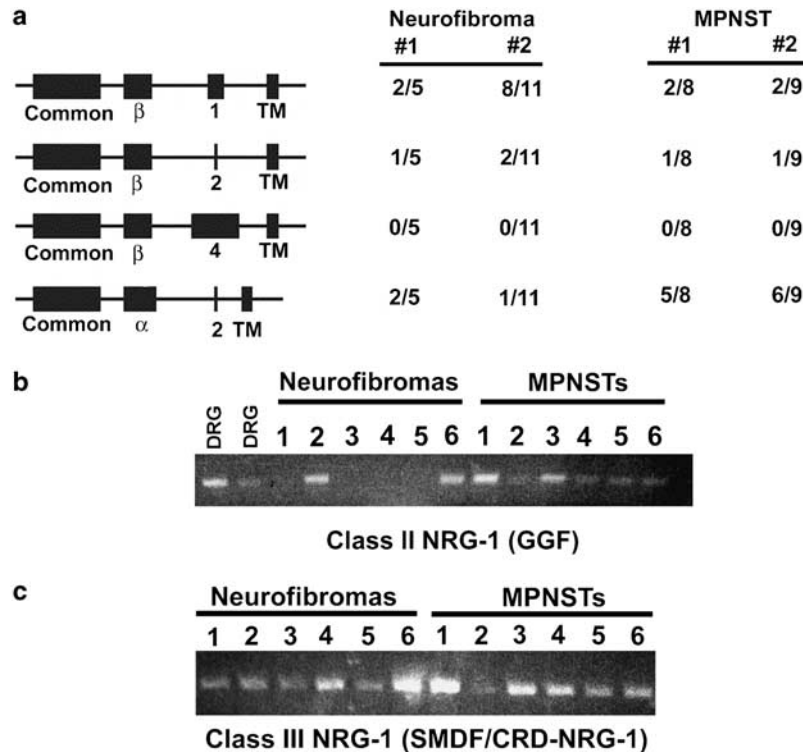 a
Neurofibroma MPNST
#1 #2 #1 #2
2/5 8/11 2/8 2/9
Common β 1 TM
1/5 2/11 1/8 1/9
Common β 2 TM
0/5 0/11 0/8 0/9
Common β 4 TM
2/5 1/11 5/8 6/9
Common α 2 TM
b
Neurofibromas MPNSTs
DRG DRG 1 2 3 4 5 6 1 2 3 4 5 6
Class II NRG-1 (GGF)
c
Neurofibromas MPNSTs
1 2 3 4 5 6 1 2 3 4 5 6
Class III NRG-1 (SMDF/CRD-NRG-1)